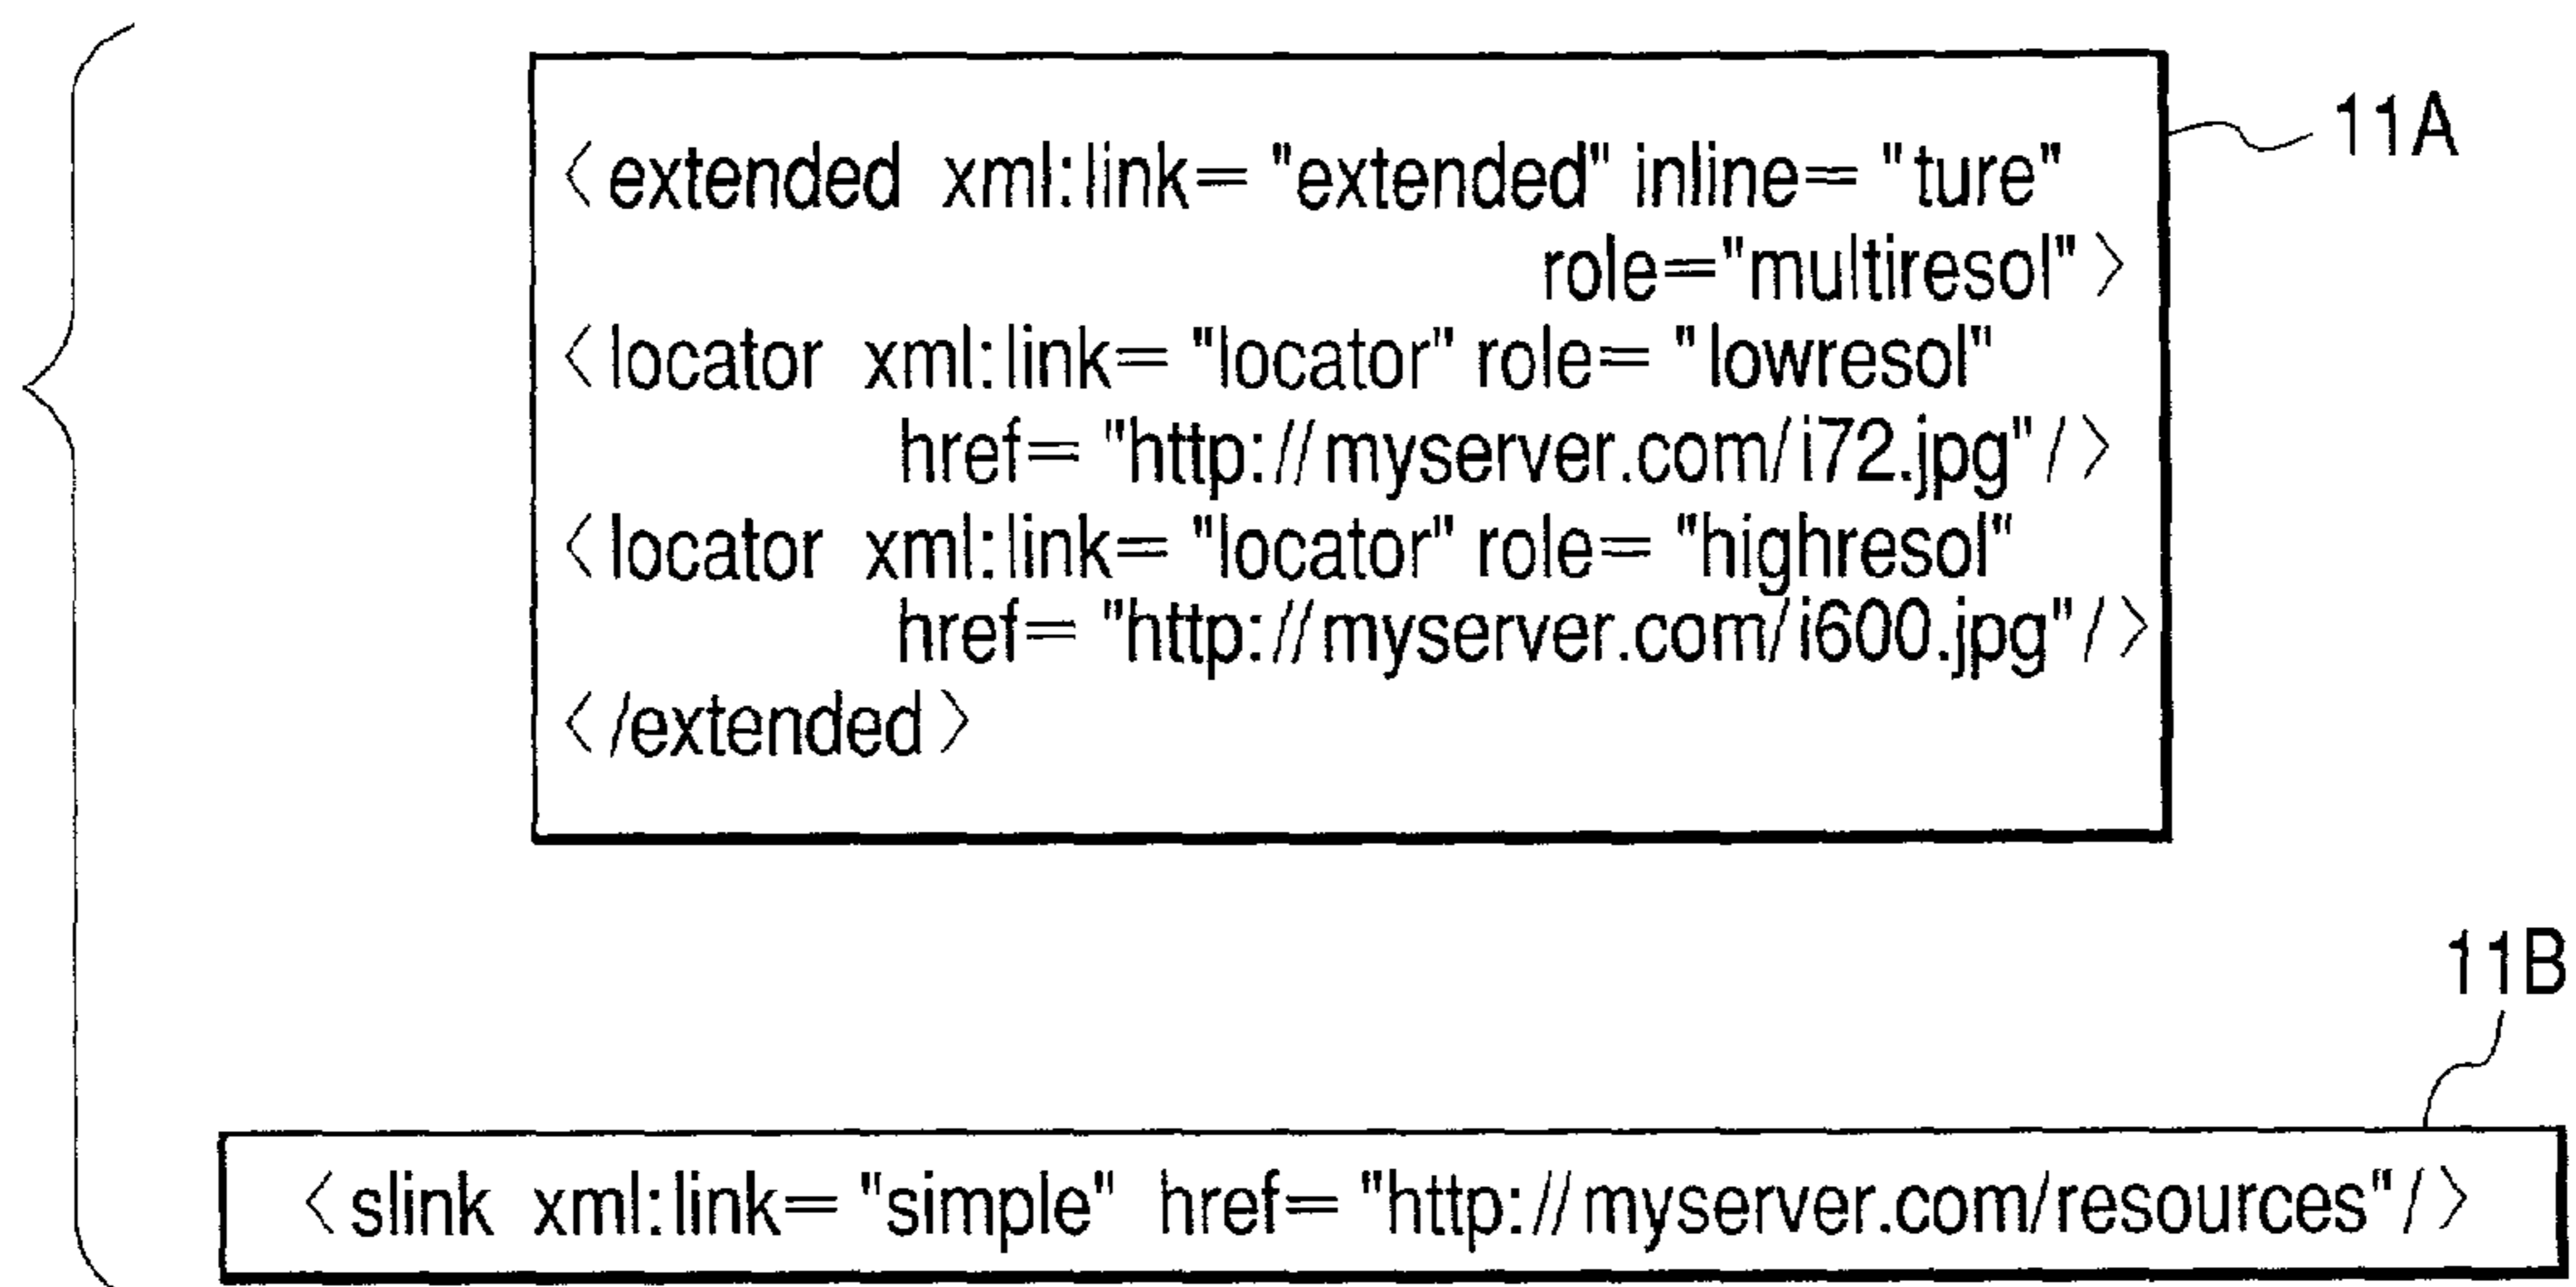 <extended xml:link="extended" inline="ture"
role="multiresol">
<locator xml:link="locator" role="lowresol"
href="http://myserver.com/i72.jpg"/>
<locator xml:link="locator" role="highresol"
href="http://myserver.com/i600.jpg"/>
</extended>
11A
11B
<slink xml:link="simple" href="http://myserver.com/resources"/>